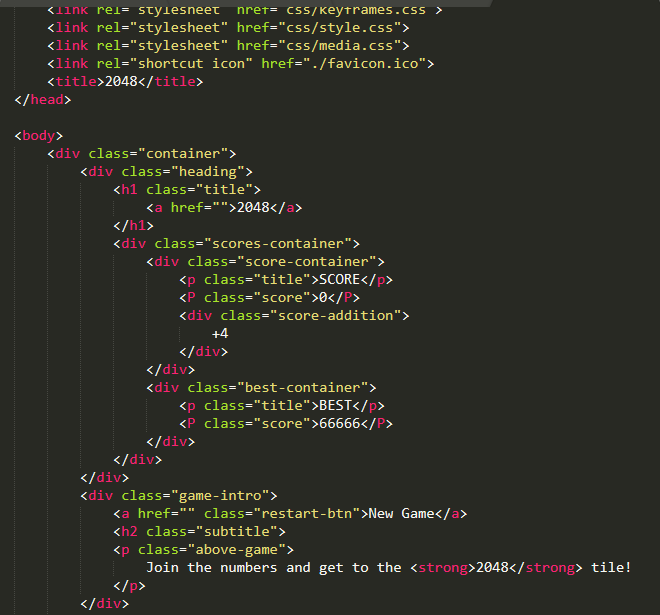 <link rel="stylesheet" href="css/keyframes.css">
<link rel="stylesheet" href="css/style.css">
<link rel="stylesheet" href="css/media.css">
<link rel="shortcut icon" href="./favicon.ico">
<title>2048</title>
</head>
<body>
<div class="container">
<div class="heading">
<h1 class="title">
<a href="">2048</a>
</h1>
<div class="scores-container">
<div class="score-container">
<p class="title">SCORE</p>
<P class="score">0</P>
<div class="score-addition">
+4
</div>
</div>
<div class="best-container">
<p class="title">BEST</p>
<P class="score">66666</P>
</div>
</div>
</div>
<div class="game-intro">
<a href="" class="restart-btn">New Game</a>
<h2 class="subtitle">
<p class="above-game">
Join the numbers and get to the <strong>2048</strong> tile!
</p>
</div>